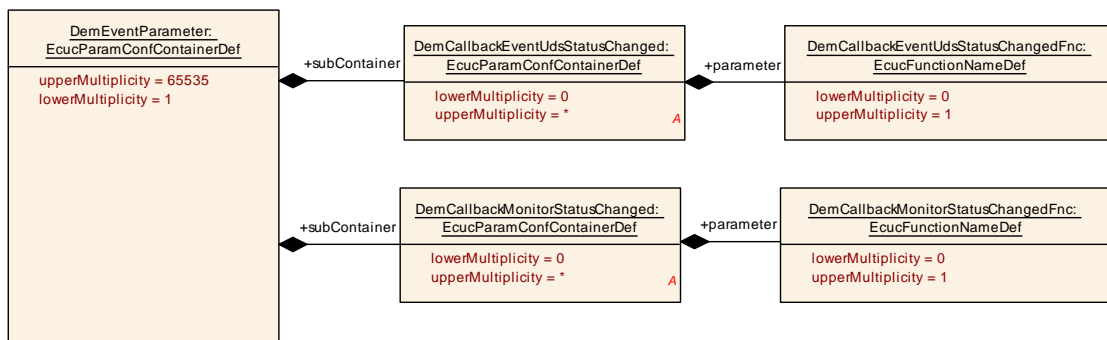 DemEventParameter:
EcucParamConfContainerDef
upperMultiplicity = 65535
lowerMultiplicity = 1
+subContainer
DemCallbackEventUdsStatusChanged:
EcucParamConfContainerDef
lowerMultiplicity = 0
upperMultiplicity = *
A
+parameter
DemCallbackEventUdsStatusChangedFnc:
EcucFunctionNameDef
lowerMultiplicity = 0
upperMultiplicity = 1
+subContainer
DemCallbackMonitorStatusChanged:
EcucParamConfContainerDef
lowerMultiplicity = 0
upperMultiplicity = *
A
+parameter
DemCallbackMonitorStatusChangedFnc:
EcucFunctionNameDef
lowerMultiplicity = 0
upperMultiplicity = 1